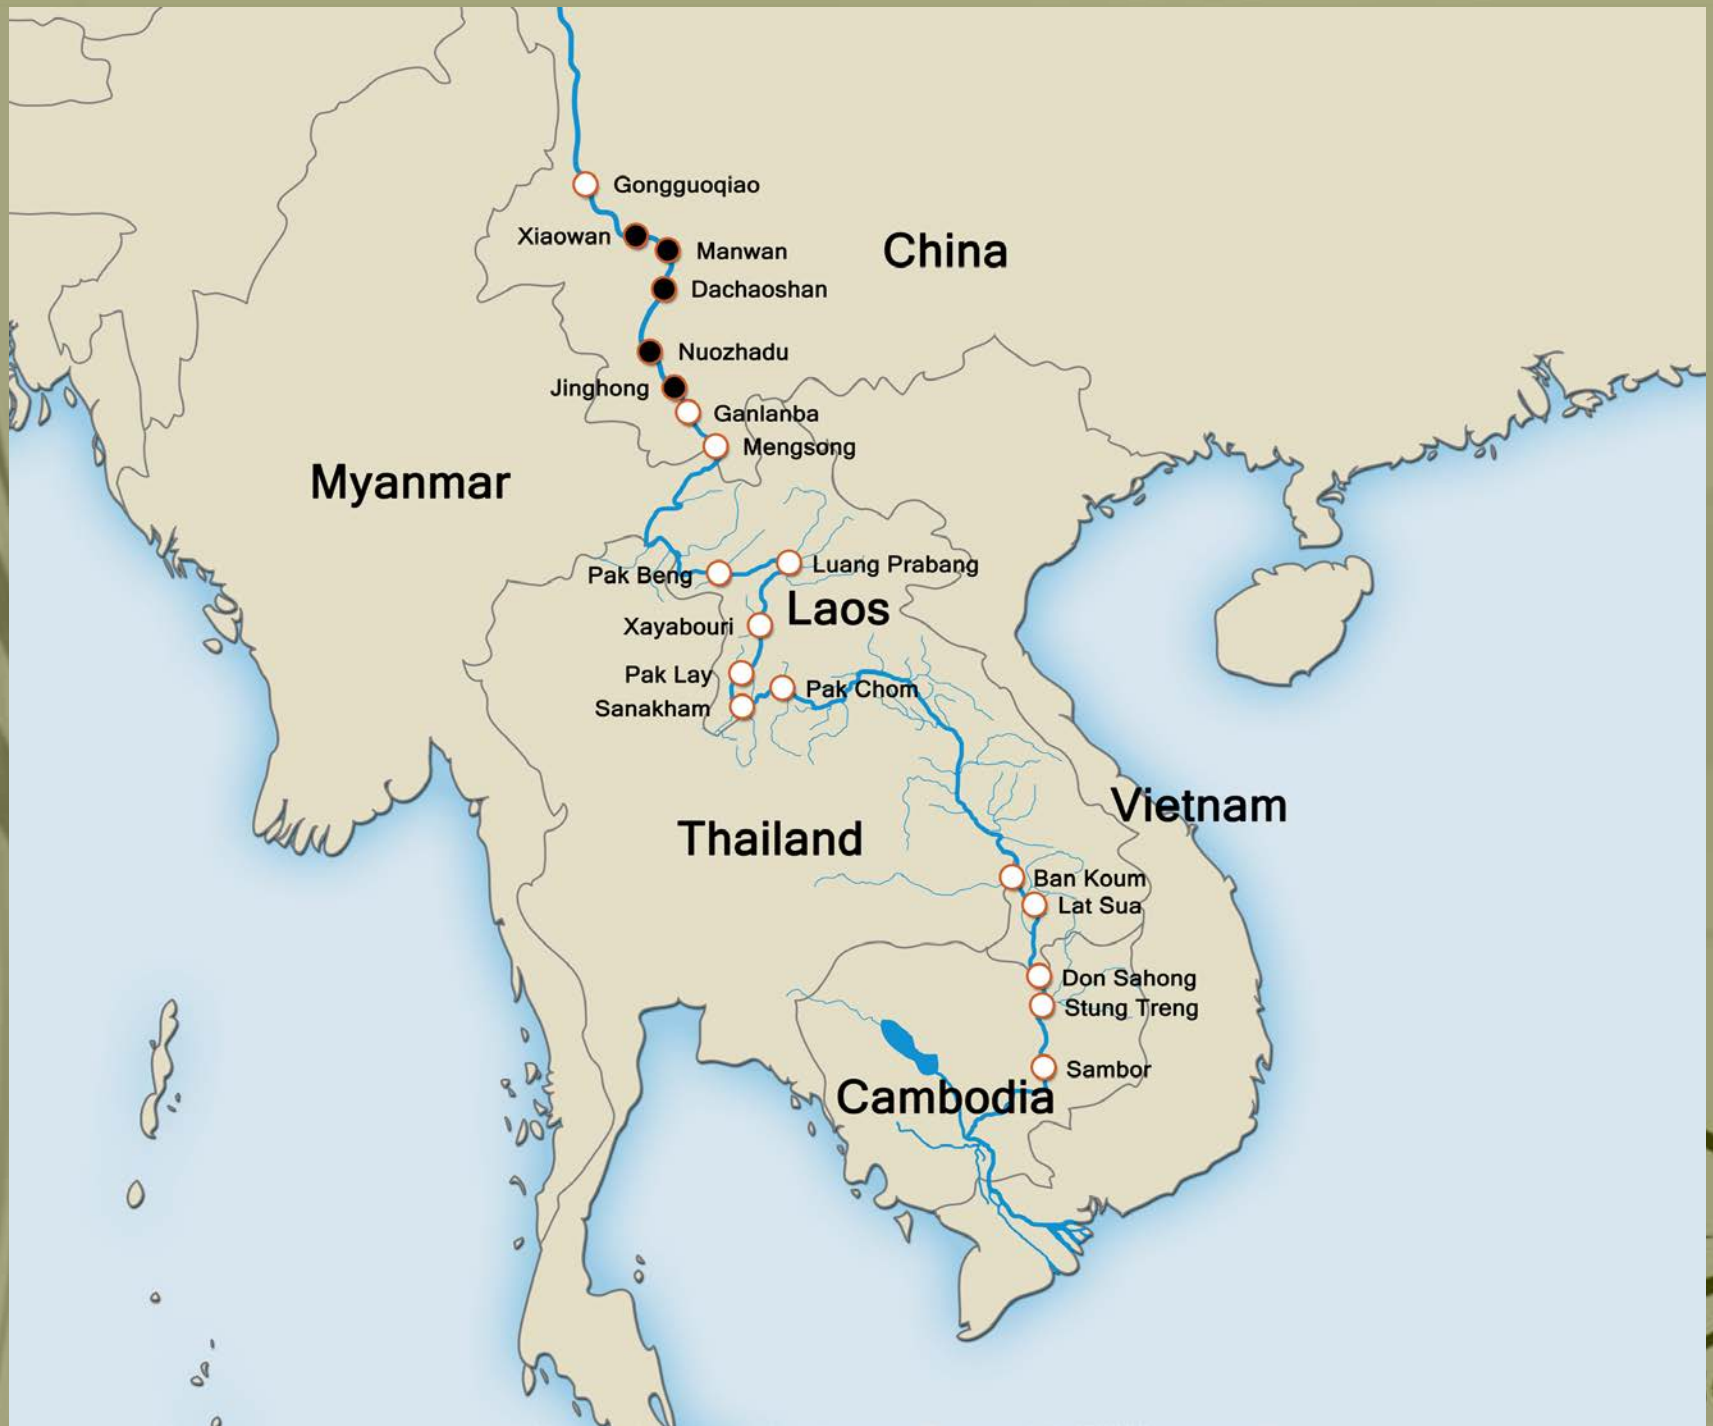 Gongguoqiao
Xiaowan
China
Manwan
Dachaoshan
Nuozhadu
Jinghong
Ganlanba
Mengsong
Myanmar
Luang Prabang
Pak Beng
Laos
Xayabouri
Pak Lay
Pak Chom
Sanakham
Vietnam
Thailand
Ban Koum
Lat Sua
Don Sahong
Stung Treng
Sambor
Cambodia